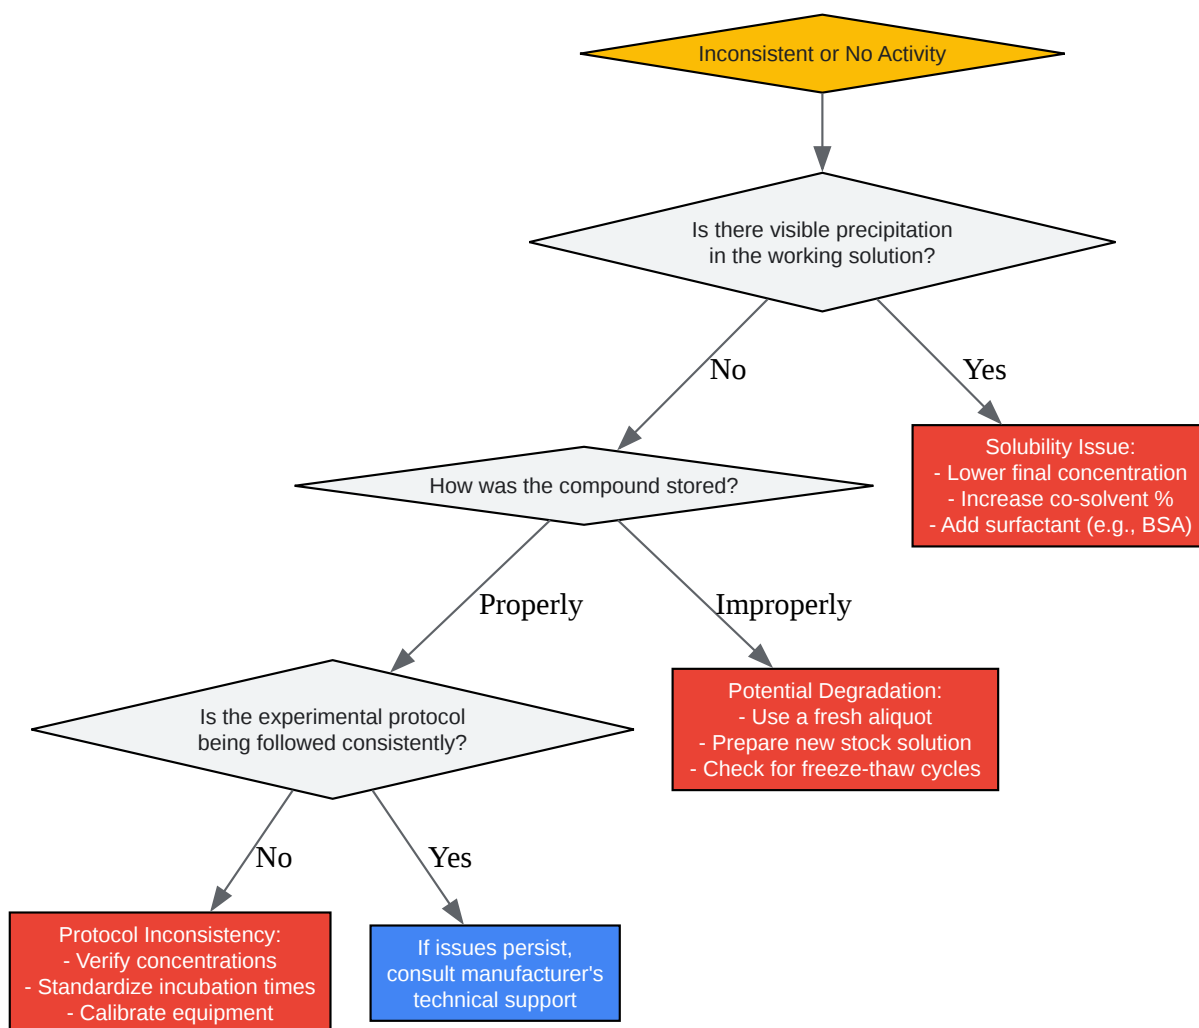 Inconsistent or No Activity
Is there visible precipitation
in the working solution?
No
Yes
Solubility Issue:
- Lower final concentration
- Increase co-solvent %
- Add surfactant (e.g., BSA)
How was the compound stored?
Properly
Improperly
Potential Degradation:
- Use a fresh aliquot
- Prepare new stock solution
- Check for freeze-thaw cycles
Is the experimental protocol
being followed consistently?
No
Yes
Protocol Inconsistency:
- Verify concentrations
- Standardize incubation times
- Calibrate equipment
If issues persist,
consult manufacturer's
technical support